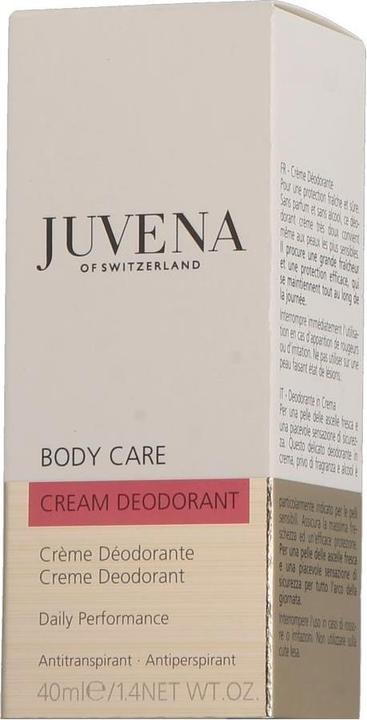 JUVENA
OF SWITZERLAND
BODY CARE
CREAM DEODORANT
Crème Déodorante
Creme Deodorant
Daily Performance
Antitranspirant · Antiperspirant
40ml℮/1.4NET WT.OZ.
FR - Crème Déodorante
Pour une protection fraîche et sûre.
Sans parfum et sans alcool, ce déo-
dorant crème très doux convient
même aux peaux les plus sensibles.
Il procure une grande fraîcheur
et une protection efficace, qui
se maintiennent tout au long de
la journée.
Interrompre immédiatement l'utilisa-
tion en cas d'apparition de rougeurs
ou d'irritation. Ne pas utiliser sur une
peau faisant état de lésions.
IT - Deodorante in Crema
Per una pelle delle ascelle fresca e
una piacevole sensazione di sicurez-
za. Questo delicato deodorante in
crema, privo di fragranza e alcool è
particolarmente indicato per le pelli
sensibili. Assicura la massima fre-
schezza ed un'efficace protezione.
Per una pelle delle ascelle fresca
e una piacevole sensazione di
sicurezza per tutto l'arco della
giornata.
Interrompere l'uso in caso di rosso-
re o irritazioni. Non utilizzare sulla
cute lesa.